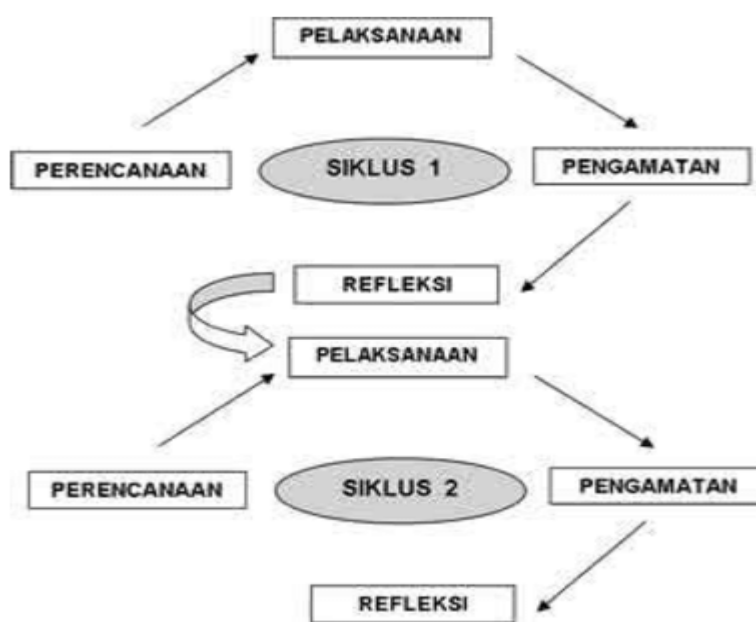 PELAKSANAAN
PERENCANAAN
SIKLUS 1
PENGAMATAN
REFLEKSI
PELAKSANAAN
PERENCANAAN
SIKLUS 2
PENGAMATAN
REFLEKSI